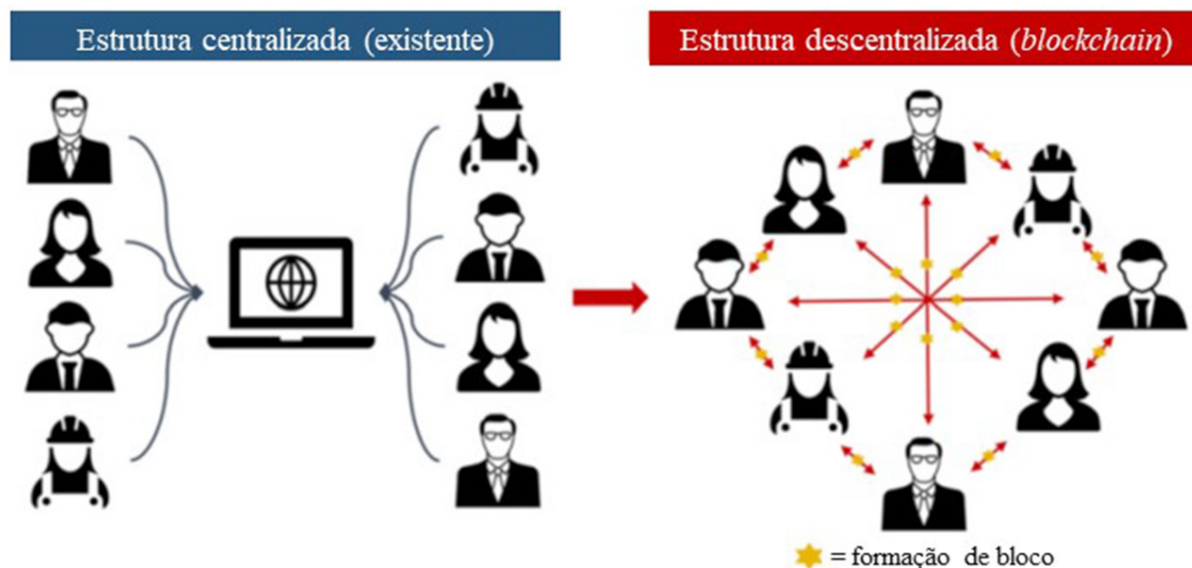 Estrutura centralizada (existente)
Estrutura descentralizada (blockchain)
= formação de bloco